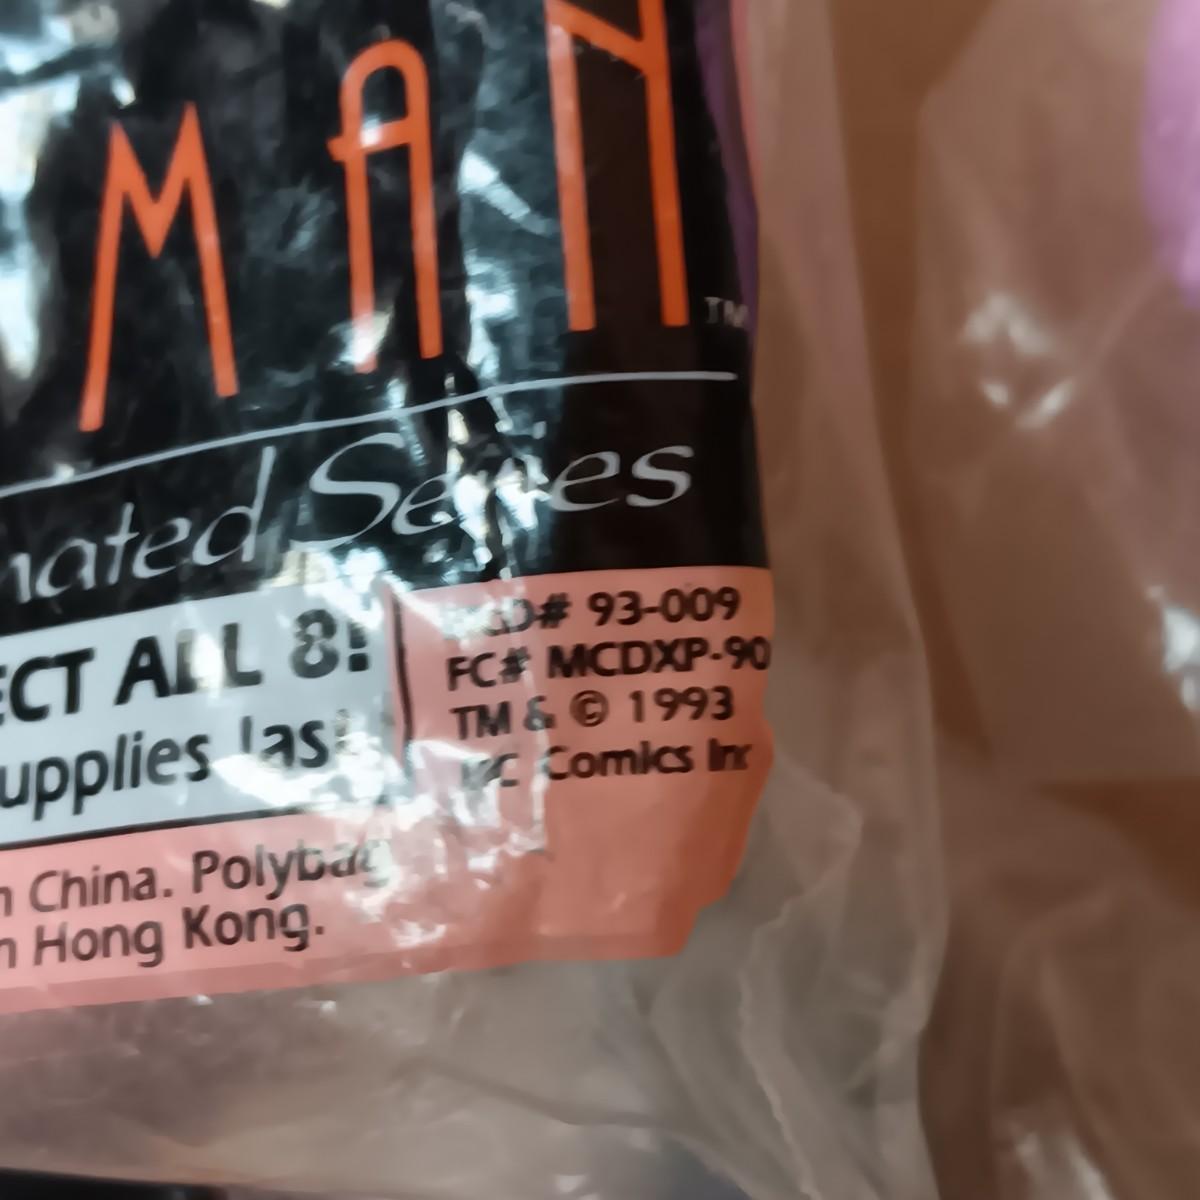 MAN
TM
nated Series
ECT ALL 8!
upplies last
# 93-009
FC# MCDXP-90
TM & © 1993
DC Comics Inc
n China. Polybag
n Hong Kong.